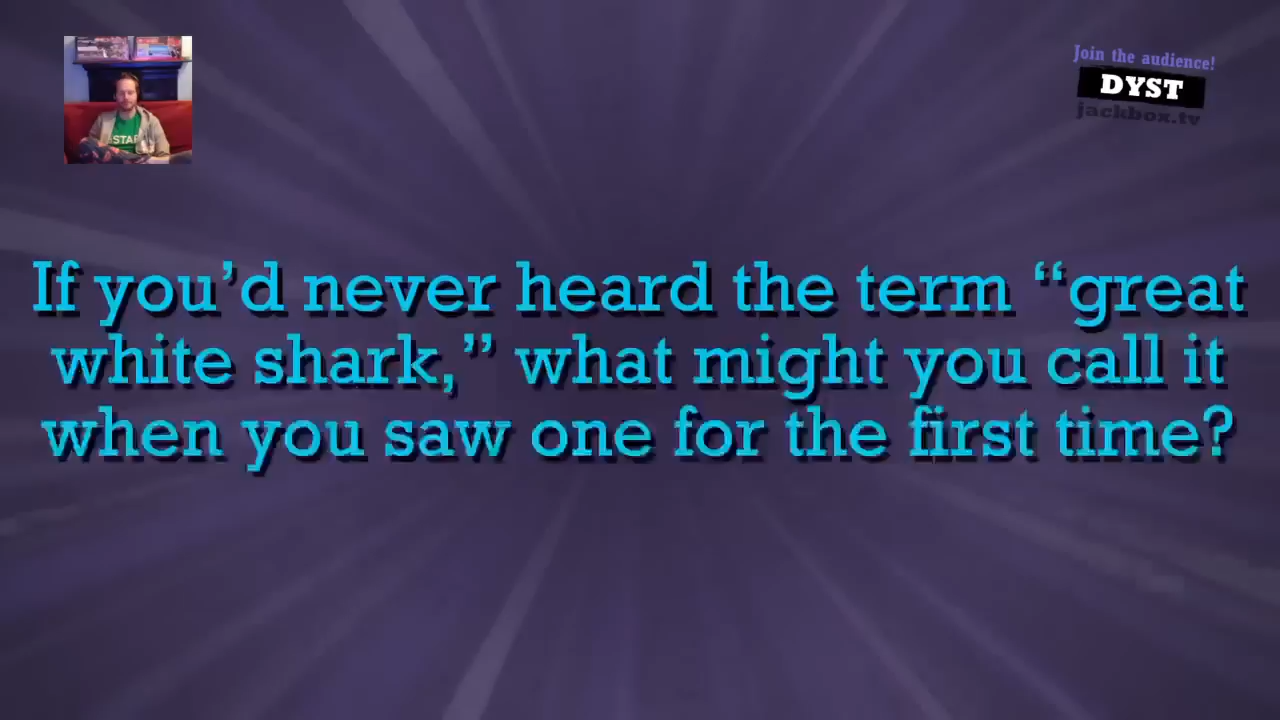 Join the audience!
DYST
jackbox.tv
STAR
If you’d never heard the term “great
white shark,” what might you call it
when you saw one for the first time?